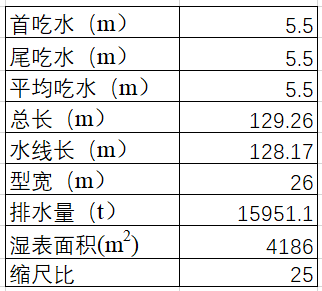 首吃水（m） 5.5
尾吃水（m） 5.5
平均吃水（m） 5.5
总长（m） 129.26
水线长（m） 128.17
型宽（m） 26
排水量（t） 15951.1
湿表面积(m²) 4186
缩尺比 25